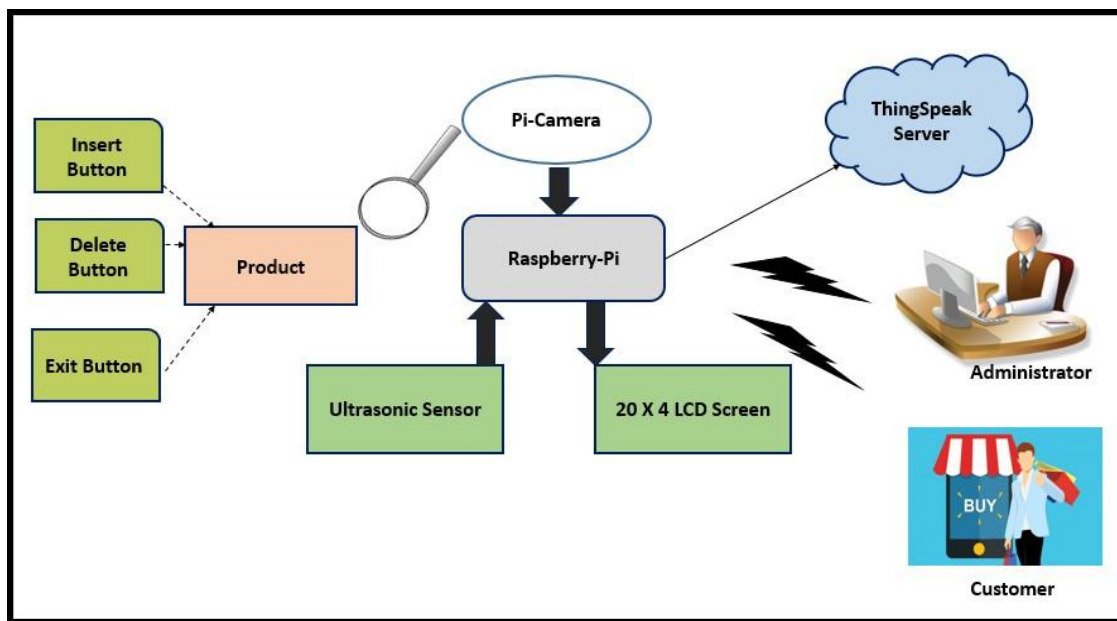 Pi-Camera
ThingSpeak
Server
Insert
Button
Delete
Button
Product
Raspberry-Pi
Exit Button
Ultrasonic Sensor
20 X 4 LCD Screen
Administrator
BUY
Customer